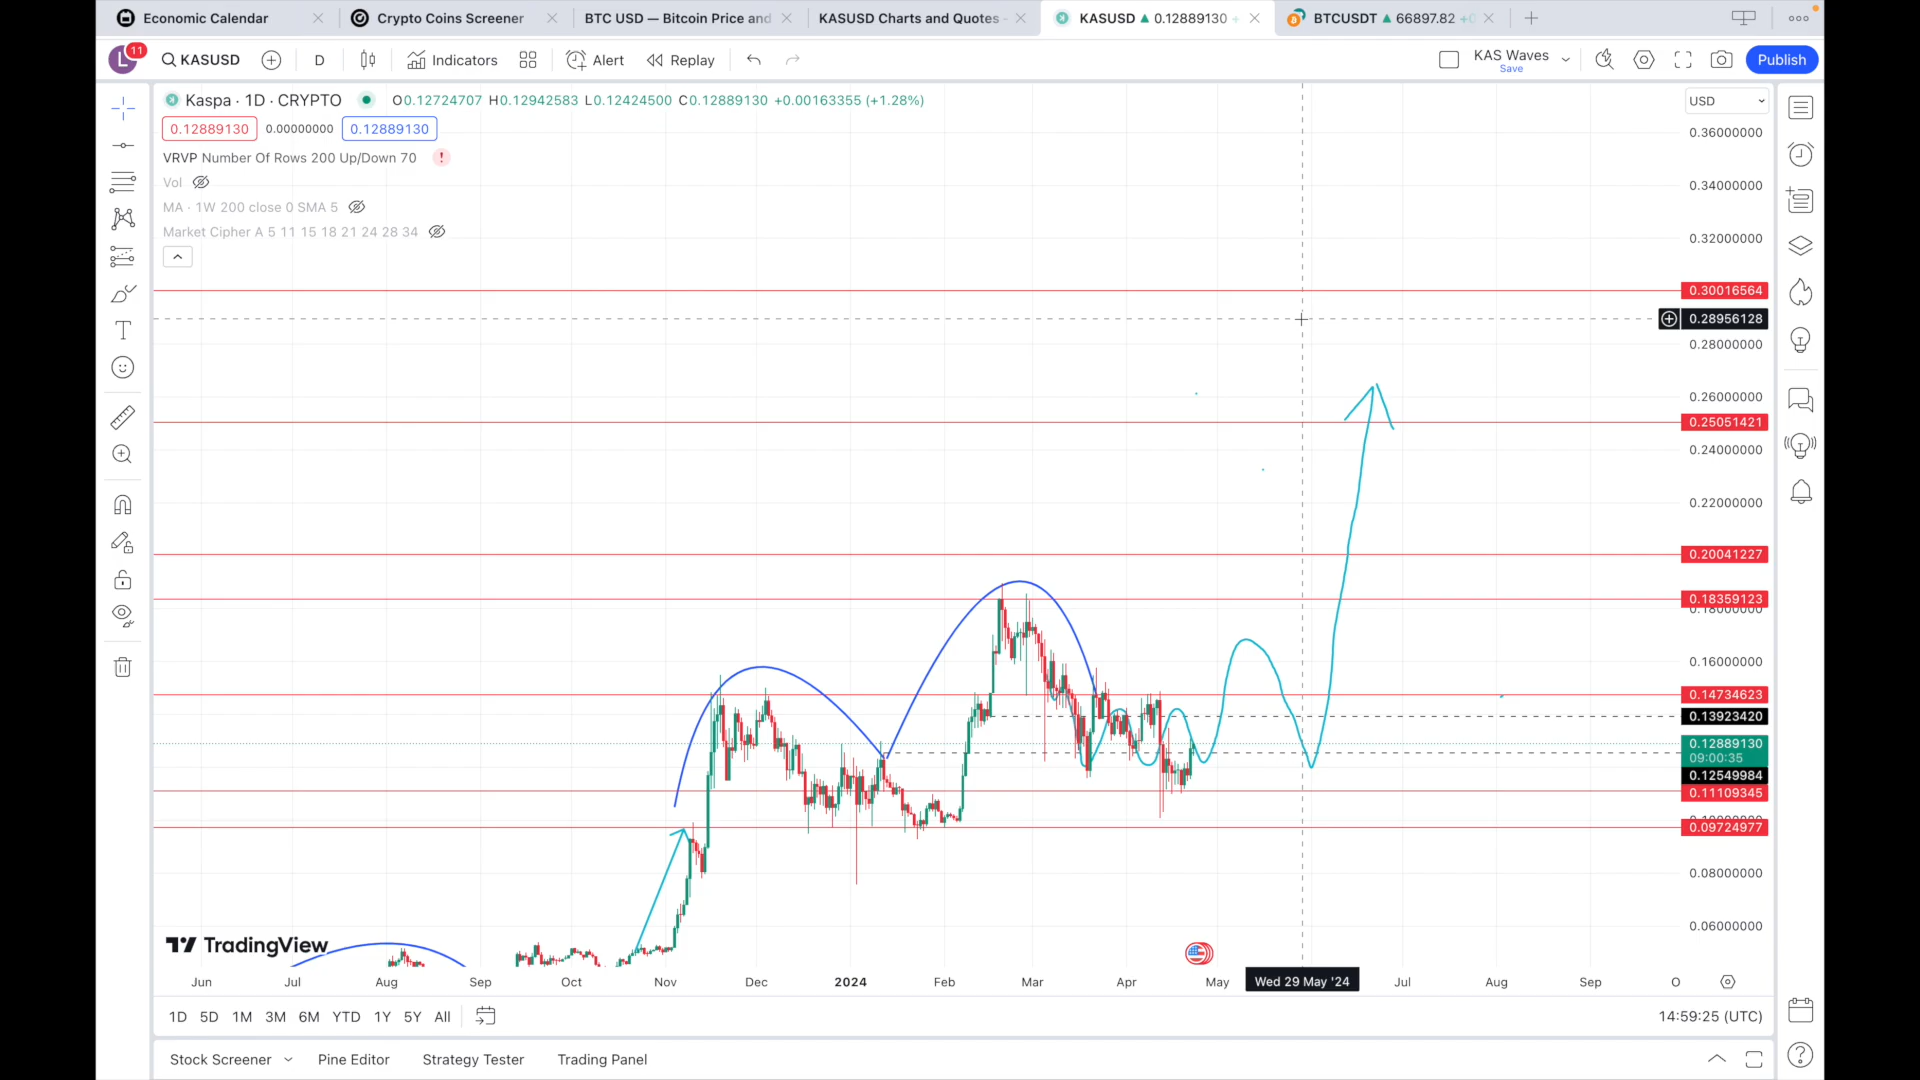 Economic Calendar
Crypto Coins Screener
BTC USD — Bitcoin Price and
KASUSD Charts and Quotes -
KASUSD ▲ 0.12889130 +
BTCUSDT ▲ 66897.82 +0
L 11
KASUSD
D
Indicators
Alert
Replay
KAS Waves
Save
Publish
Kaspa · 1D · CRYPTO
O0.12724707 H0.12942583 L0.12424500 C0.12889130 +0.00163355 (+1.28%)
0.12889130 0.00000000 0.12889130
VRVP Number Of Rows 200 Up/Down 70 !
Vol
MA · 1W 200 close 0 SMA 5
Market Cipher A 5 11 15 18 21 24 28 34
USD
0.36000000
0.34000000
0.32000000
0.30016564
0.28956128
0.28000000
0.26000000
0.25051421
0.24000000
0.22000000
0.20041227
0.18359123
0.18000000
0.16000000
0.14734623
0.13923420
0.12889130
09:00:35
0.12549984
0.11109345
0.10000000
0.09724977
0.08000000
0.06000000
TradingView
Jun Jul Aug Sep Oct Nov Dec 2024 Feb Mar Apr May Wed 29 May '24 Jul Aug Sep O
1D 5D 1M 3M 6M YTD 1Y 5Y All
14:59:25 (UTC)
Stock Screener Pine Editor Strategy Tester Trading Panel